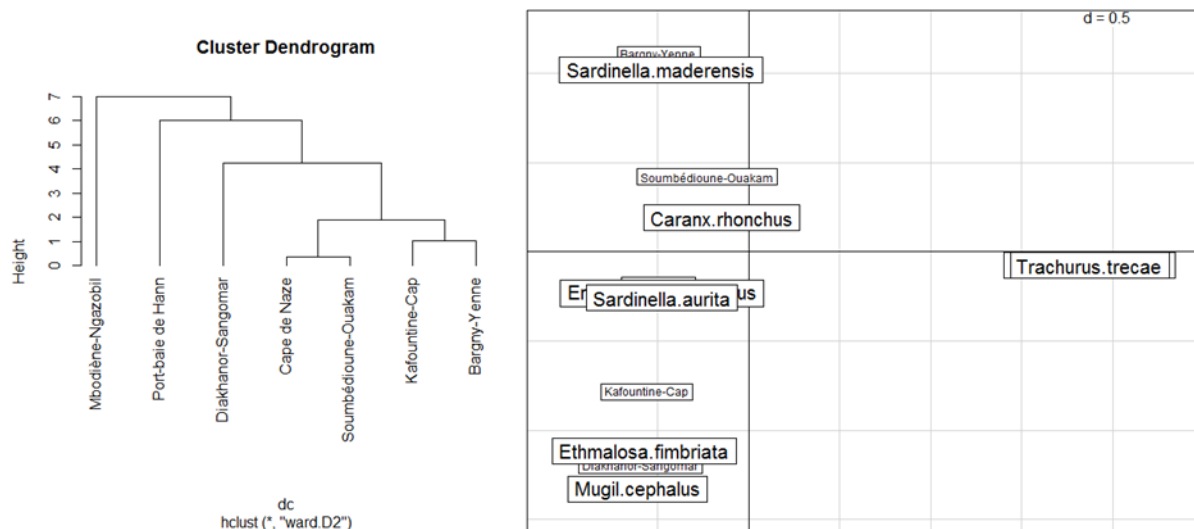 Cluster Dendrogram
Height
7
6
5
4
3
2
1
0
Mbodiène-Ngazobil
Port-baie de Hann
Diakhanor-Sangomar
Cape de Naze
Soumbédioune-Ouakam
Kafountine-Cap
Bargny-Yenne
dc
hclust (*, "ward.D2")
d = 0.5
Bargny-Yenne
Sardinella.maderensis
Soumbédioune-Ouakam
Caranx.rhonchus
Trachurus.trecae
Sardinella.aurita
Kafountine-Cap
Ethmalosa.fimbriata
Diakhanor-Sangomar
Mugil.cephalus